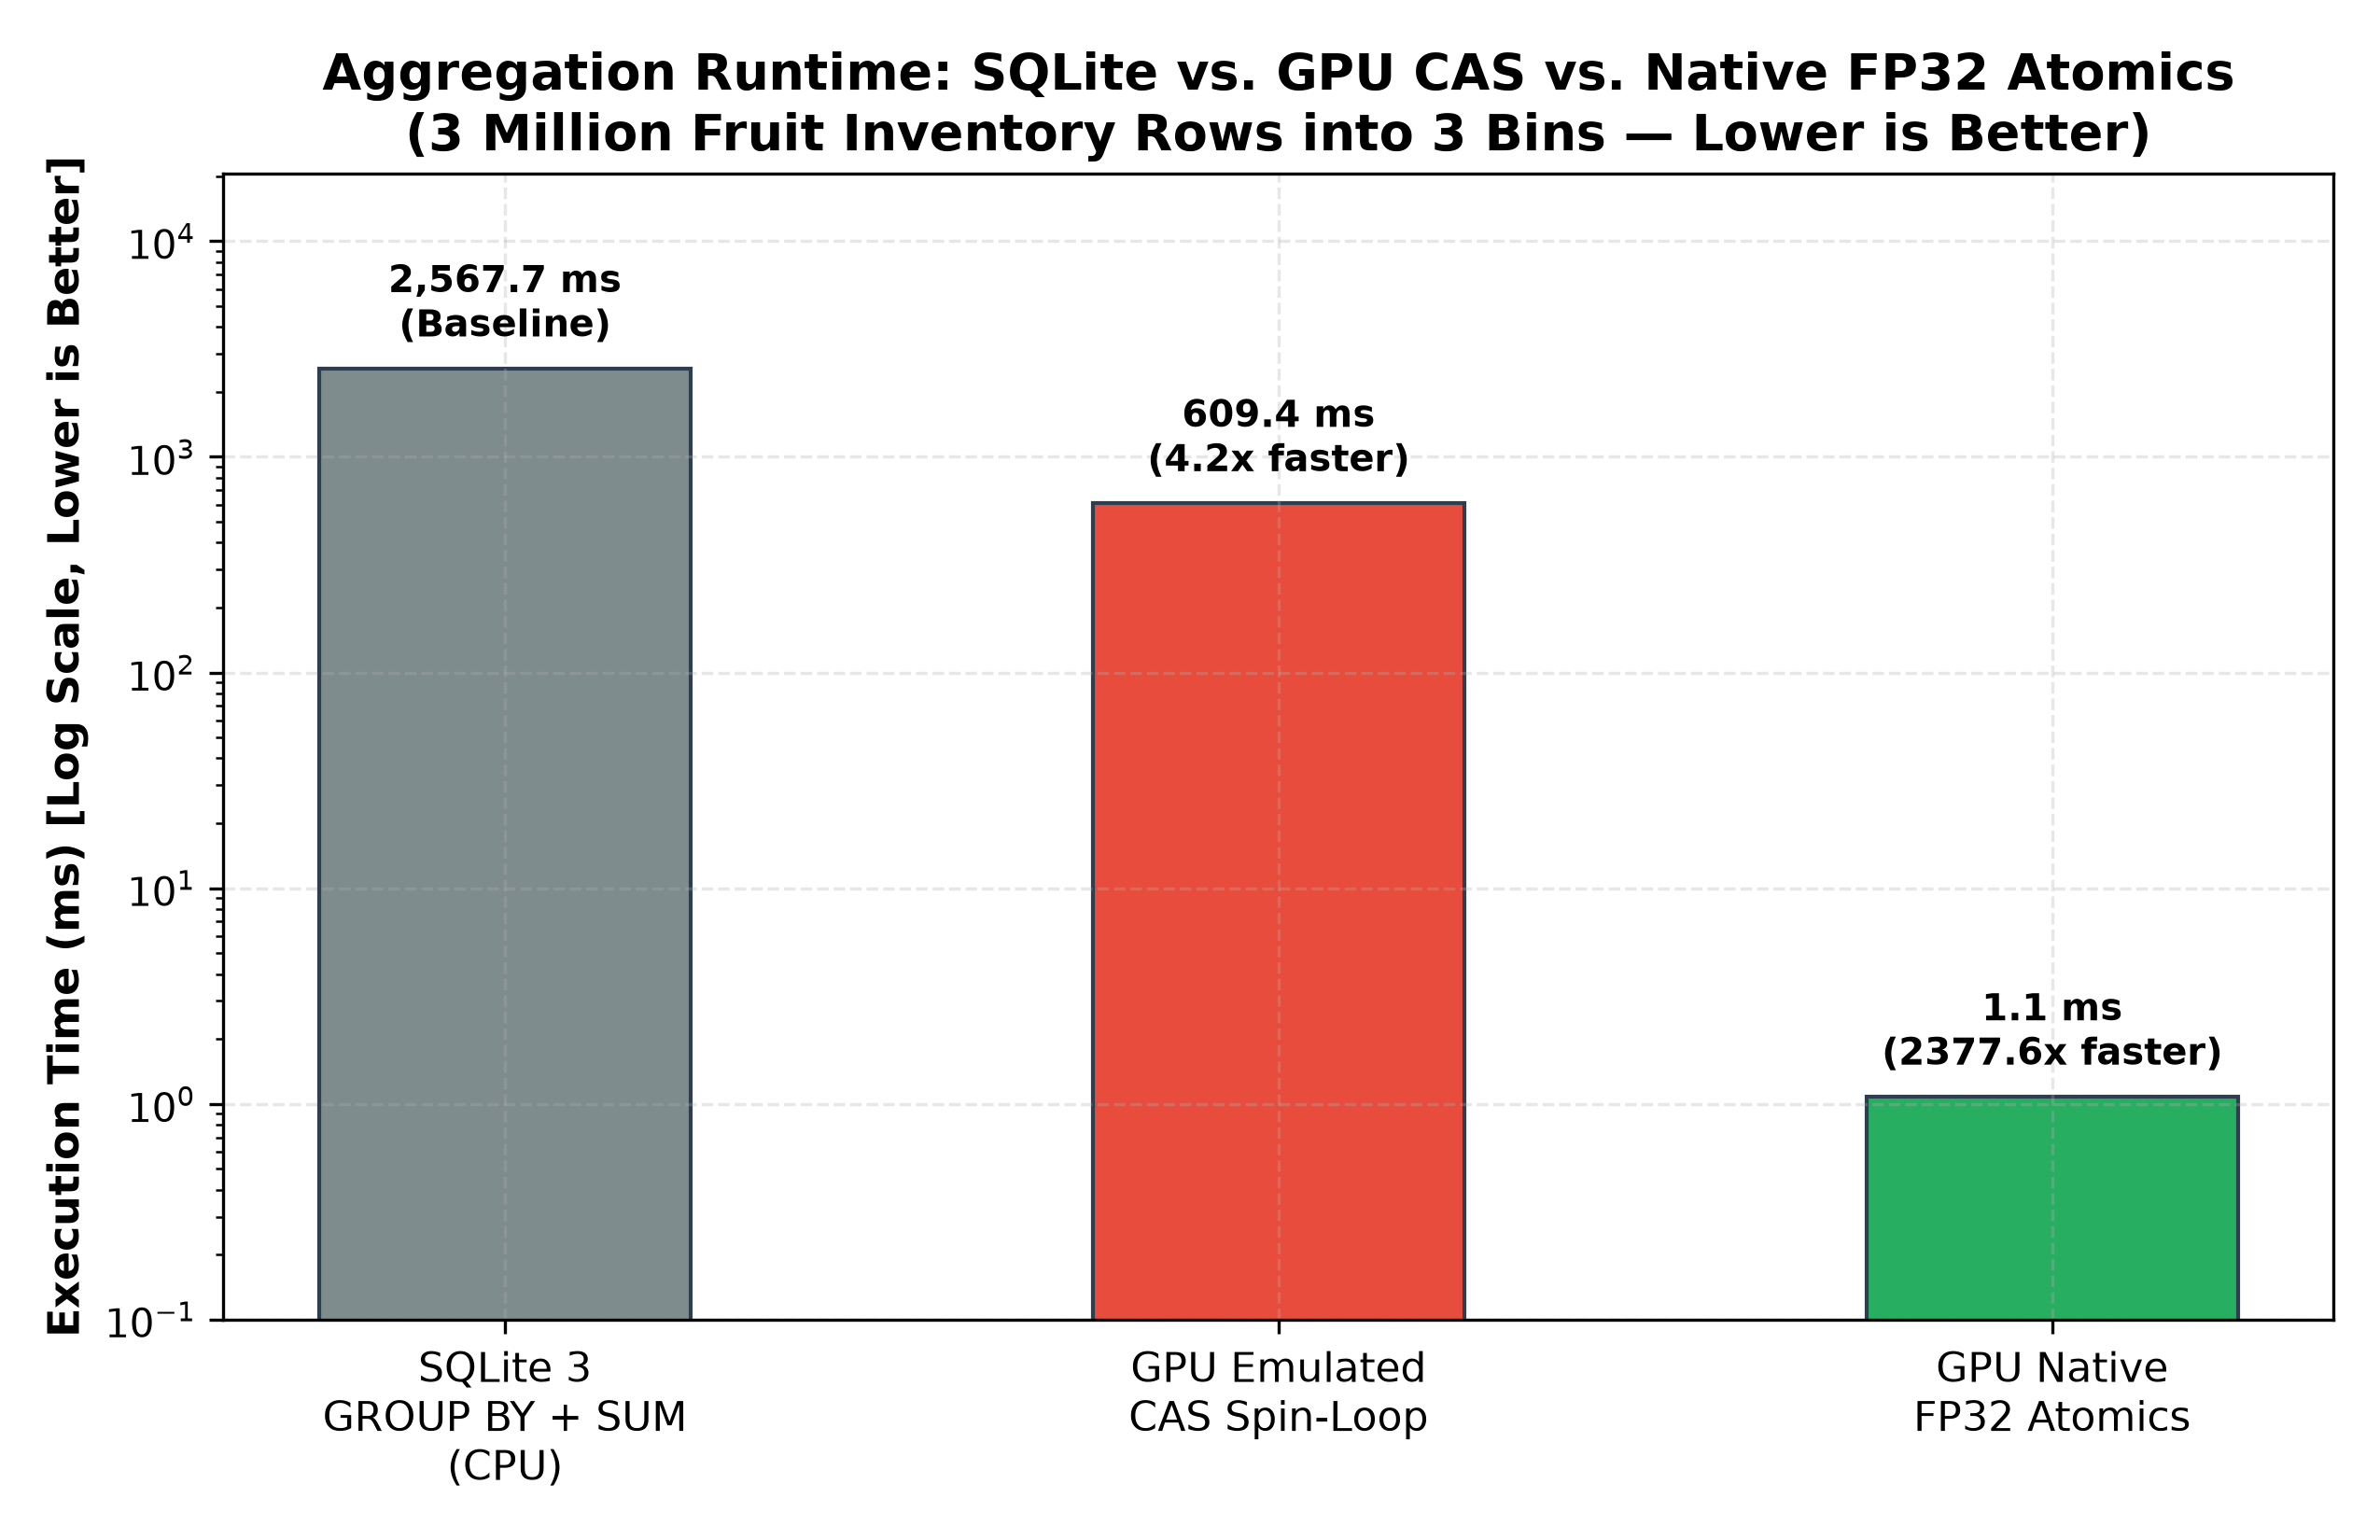 Aggregation Runtime: SQLite vs. GPU CAS vs. Native FP32 Atomics
(3 Million Fruit Inventory Rows into 3 Bins — Lower is Better)
Execution Time (ms) [Log Scale, Lower is Better]
10⁴
10³
10²
10¹
10⁰
10⁻¹
2,567.7 ms
(Baseline)
609.4 ms
(4.2x faster)
1.1 ms
(2377.6x faster)
SQLite 3
GROUP BY + SUM
(CPU)
GPU Emulated
CAS Spin-Loop
GPU Native
FP32 Atomics